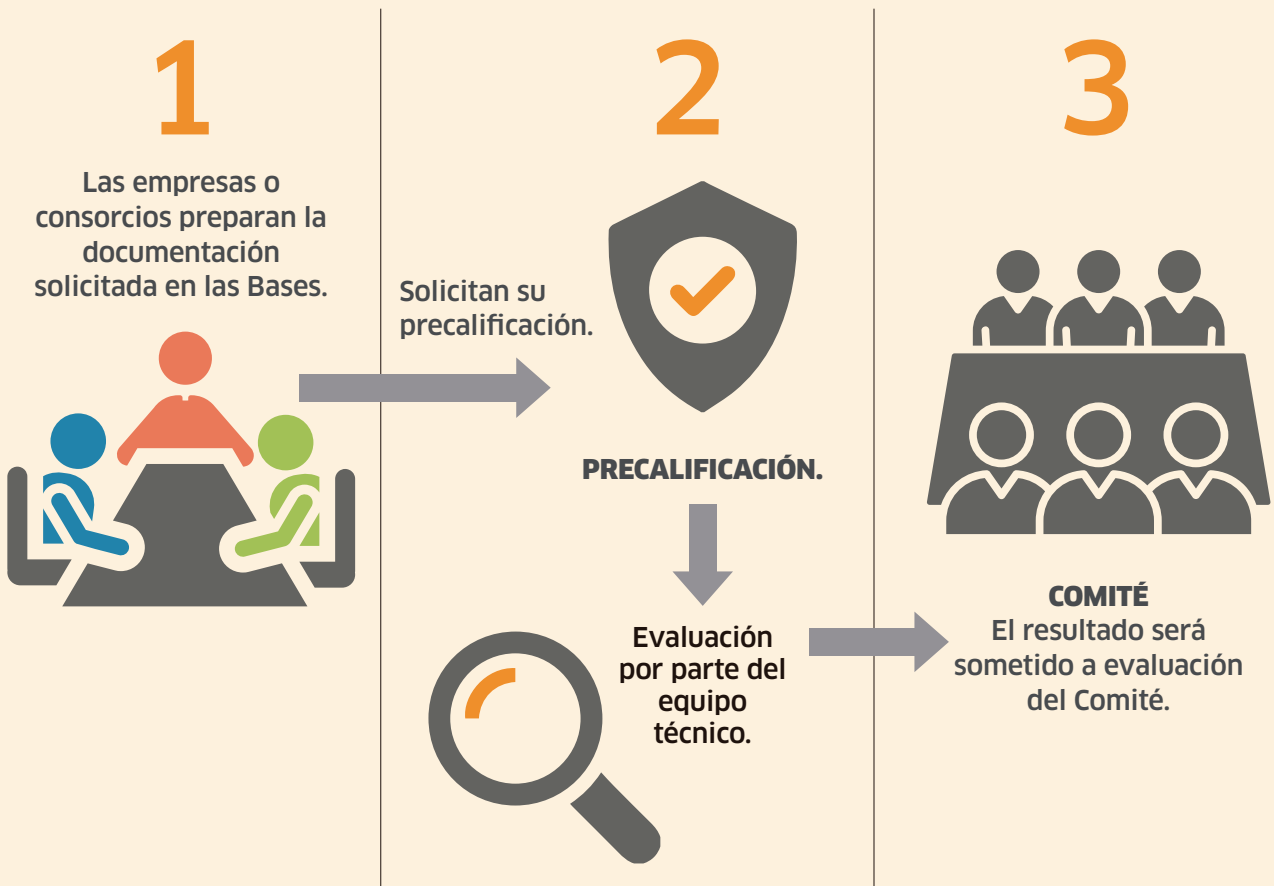 1
Las empresas o
consorcios preparan la
documentación
solicitada en las Bases.
2
Solicitan su
precalificación.
PRECALIFICACIÓN.
Evaluación
por parte del
equipo
técnico.
3
COMITÉ
El resultado será
sometido a evaluación
del Comité.